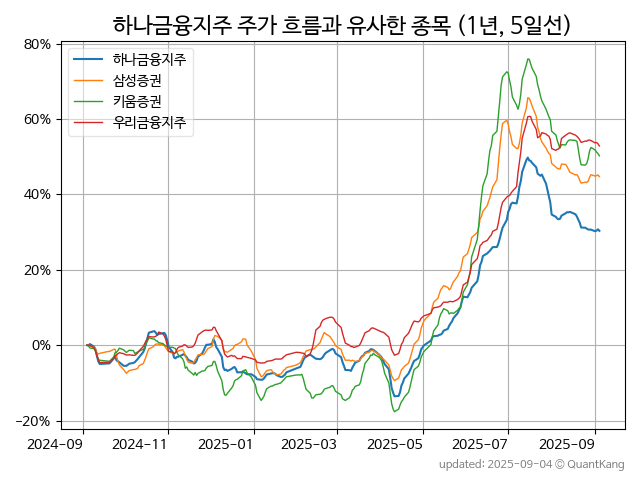 하나금융지주 주가 흐름과 유사한 종목 (1년, 5일선)
80%
60%
40%
20%
0%
−20%
하나금융지주
삼성증권
키움증권
우리금융지주
2024-09 2024-11 2025-01 2025-03 2025-05 2025-07 2025-09
updated: 2025-09-04 © QuantKang